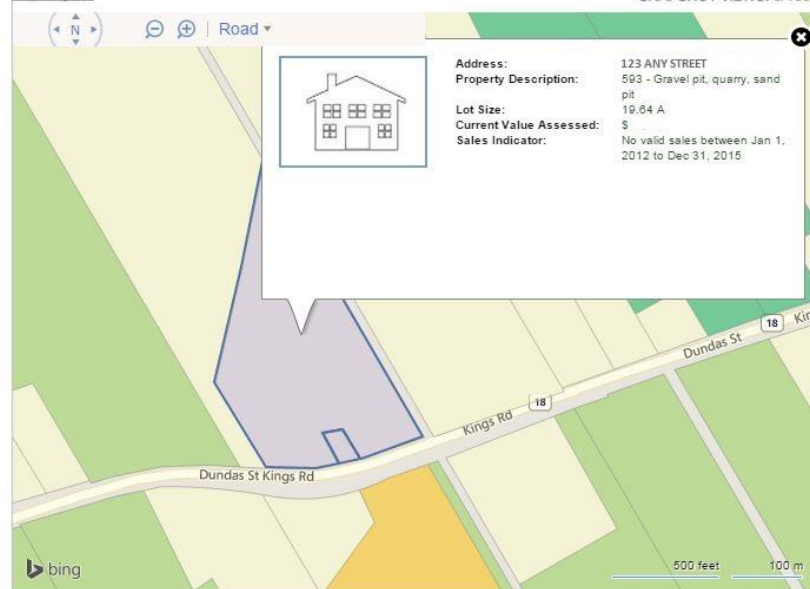 N
Road
Address: 123 ANY STREET
Property Description: 593 - Gravel pit, quarry, sand
pit
Lot Size: 19.64 A
Current Value Assessed: $
Sales Indicator: No valid sales between Jan 1,
2012 to Dec 31, 2015
18
Dundas St
18
Kings Rd
Dundas St Kings Rd
bing
500 feet
100 m